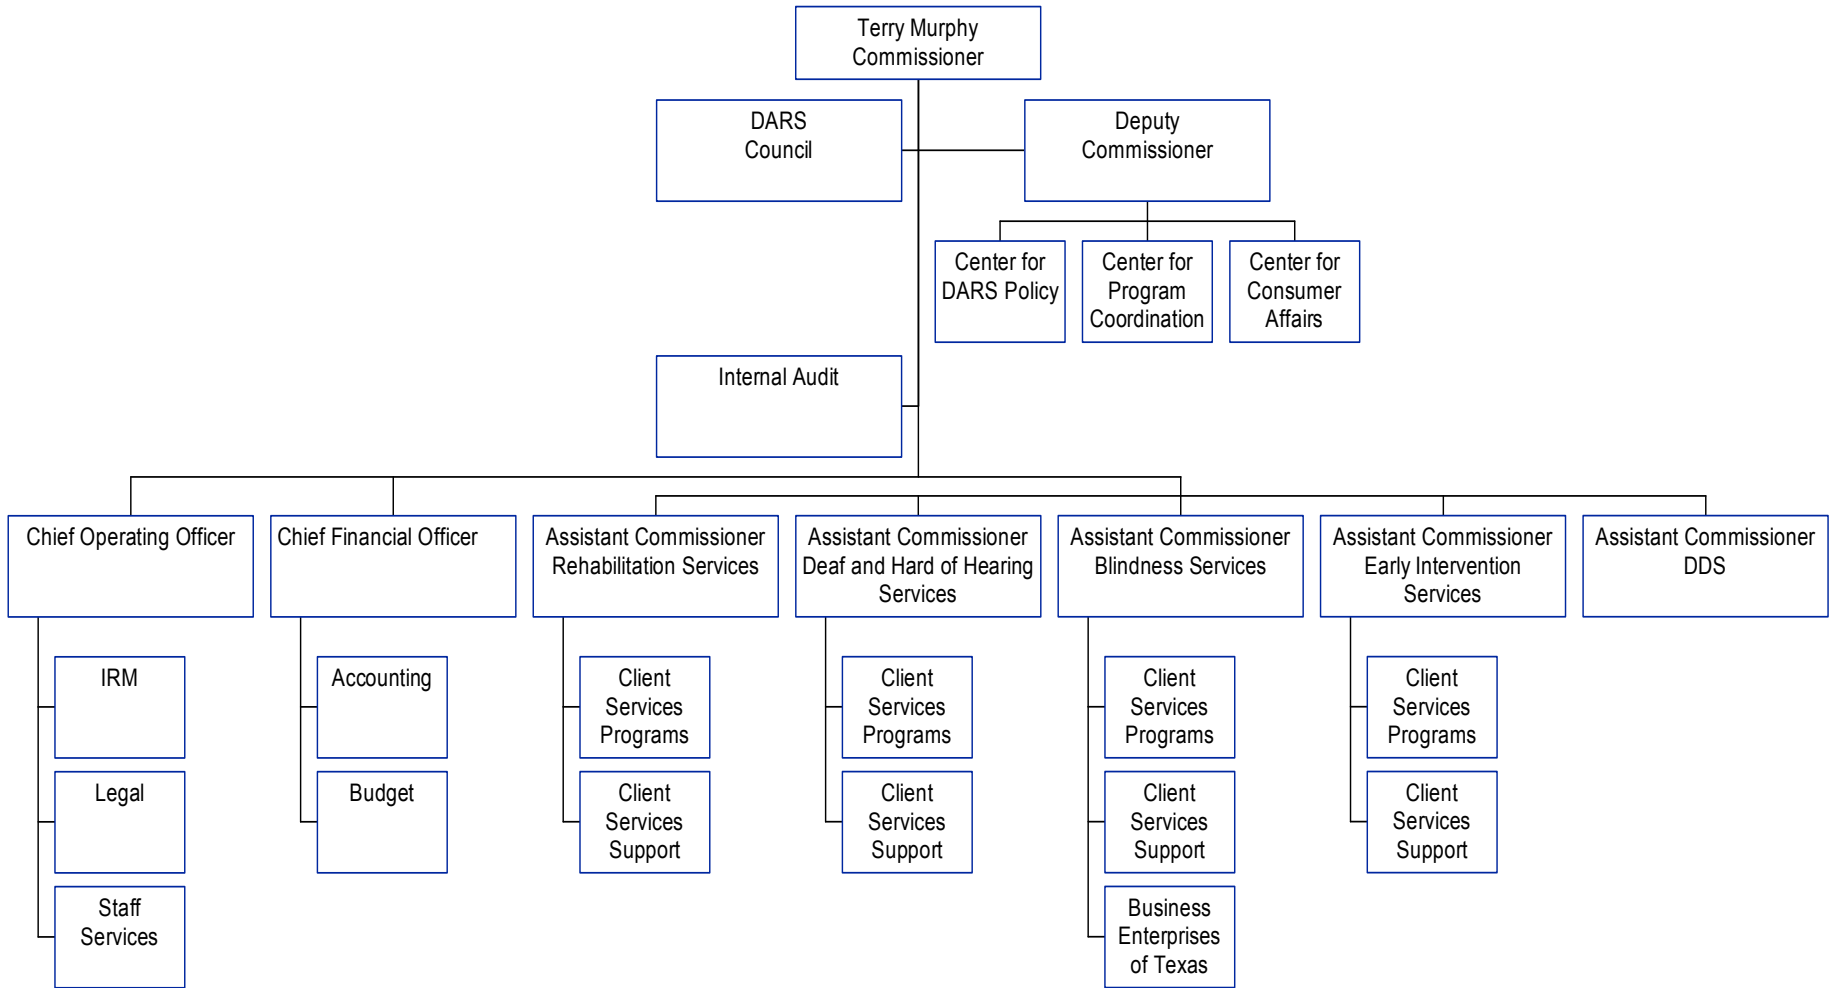 Terry Murphy
Commissioner
DARS
Council
Deputy
Commissioner
Center for
DARS Policy
Center for
Program
Coordination
Center for
Consumer
Affairs
Internal Audit
Chief Operating Officer
Chief Financial Officer
Assistant Commissioner
Rehabilitation Services
Assistant Commissioner
Deaf and Hard of Hearing
Services
Assistant Commissioner
Blindness Services
Assistant Commissioner
Early Intervention
Services
Assistant Commissioner
DDS
IRM
Accounting
Client
Services
Programs
Client
Services
Programs
Client
Services
Programs
Client
Services
Programs
Legal
Budget
Client
Services
Support
Client
Services
Support
Client
Services
Support
Client
Services
Support
Staff
Services
Business
Enterprises
of Texas